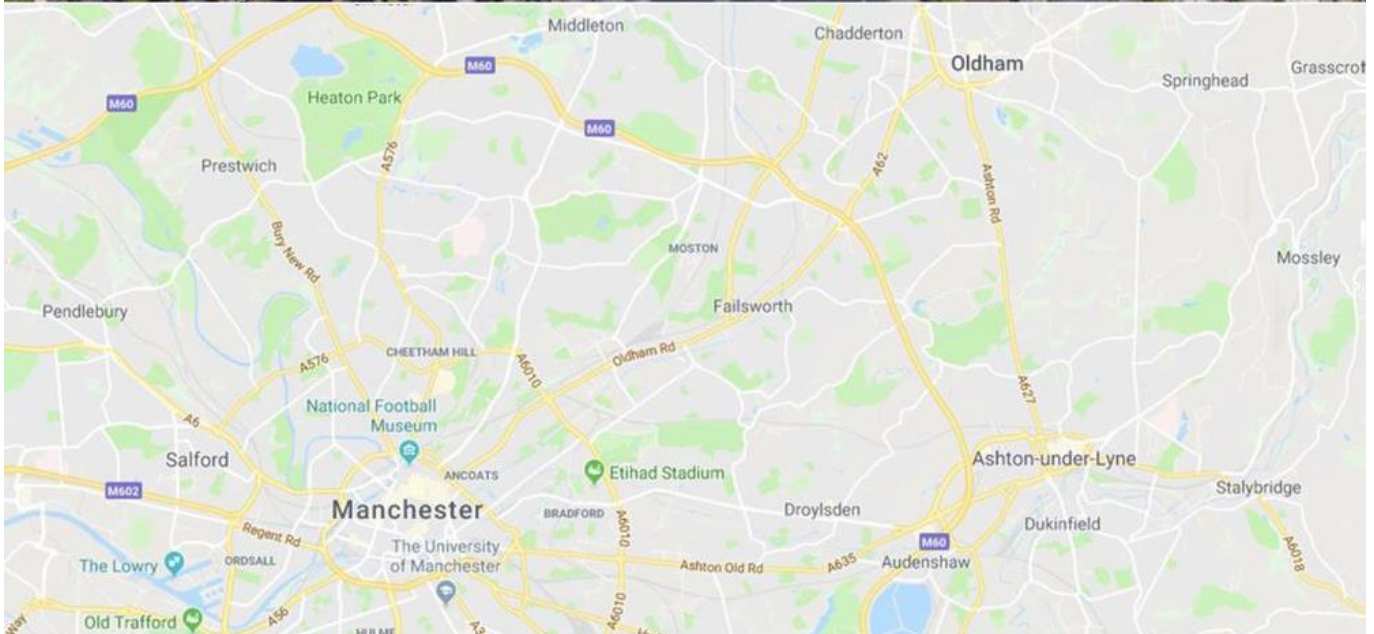 Middleton
Chadderton
Oldham
M60
Springhead
Grasscrof
Heaton Park
M60
M60
Prestwich
A576
A62
Ashton Rd
Bury New Rd
MOSTON
Mossley
Pendlebury
Failsworth
A576
CHEETHAM HILL
Oldham Rd
A6010
A627
National Football
Museum
A6
Salford
ANCOATS
Etihad Stadium
Ashton-under-Lyne
M602
Manchester
BRADFORD
Droylsden
Stalybridge
Dukinfield
Regent Rd
The University
of Manchester
A6010
M60
A6018
The Lowry
ORDSALL
Ashton Old Rd
A635
Audenshaw
A56
A6010
Old Trafford
Way
HULME